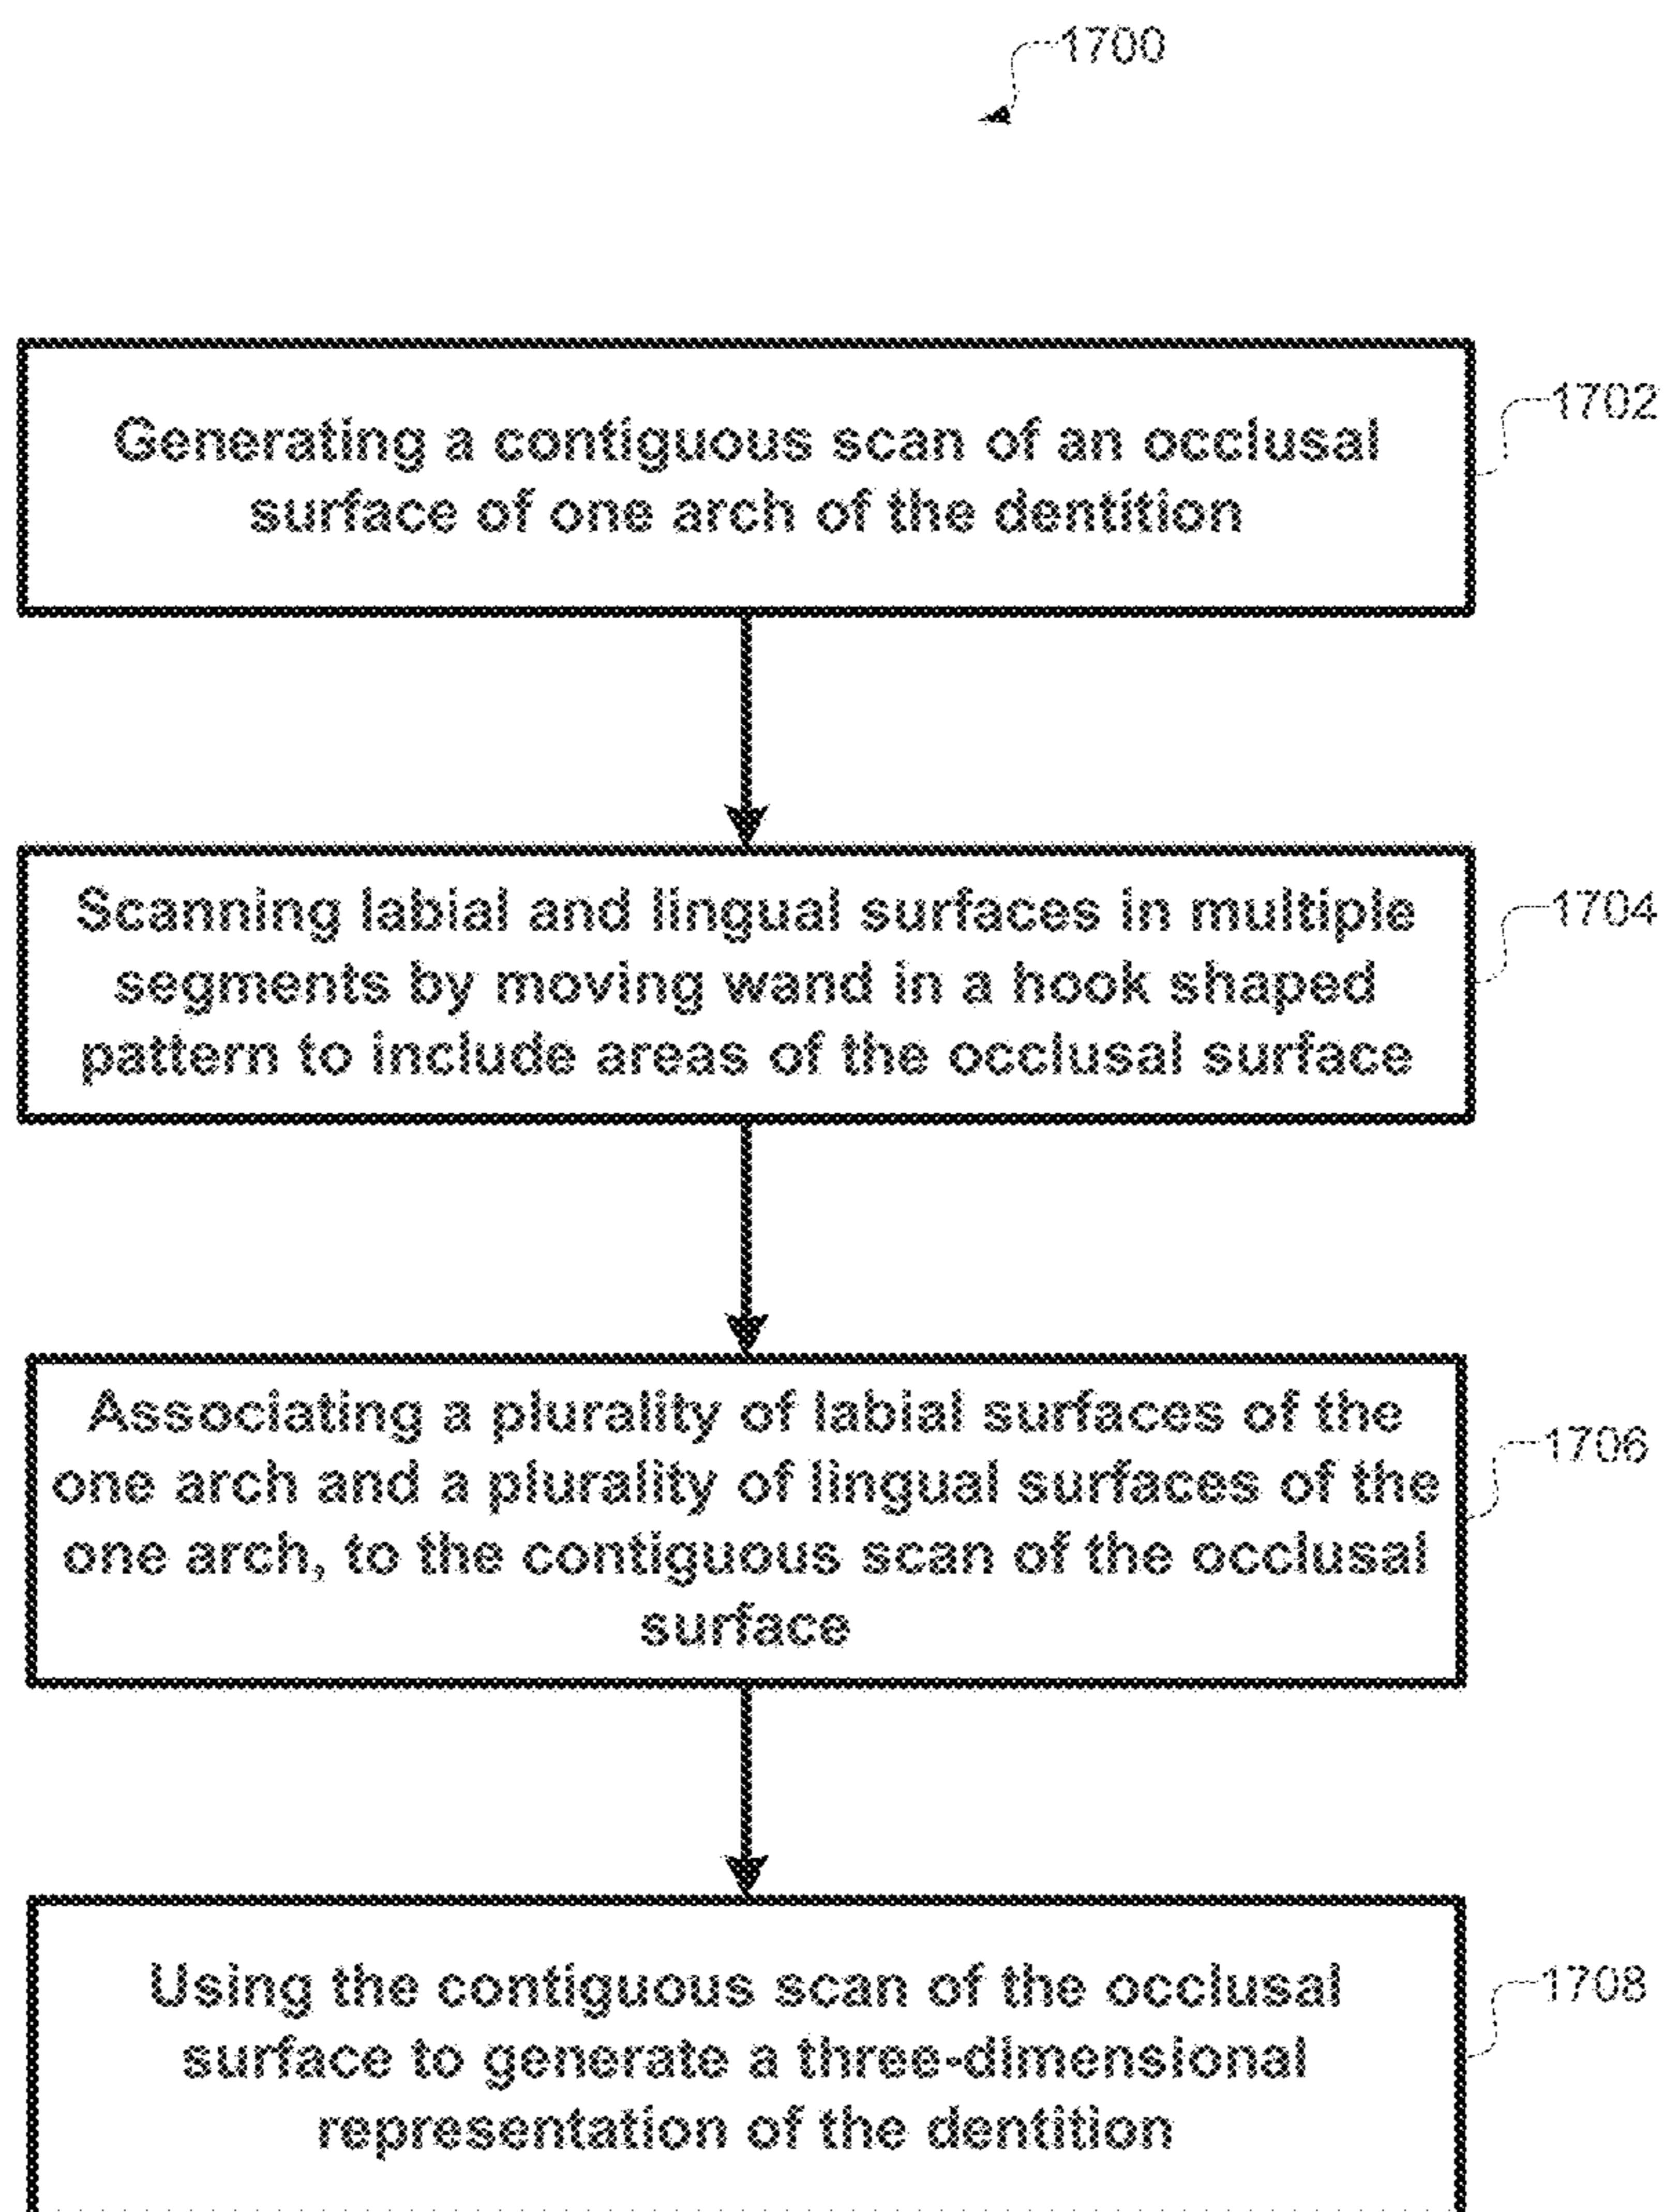 1700
Generating a contiguous scan of an occlusal
surface of one arch of the dentition
1702
Scanning labial and lingual surfaces in multiple
segments by moving wand in a hook shaped
pattern to include areas of the occlusal surface
1704
Associating a plurality of labial surfaces of the
one arch and a plurality of lingual surfaces of the
one arch, to the contiguous scan of the occlusal
surface
1706
Using the contiguous scan of the occlusal
surface to generate a three-dimensional
representation of the dentition
1708